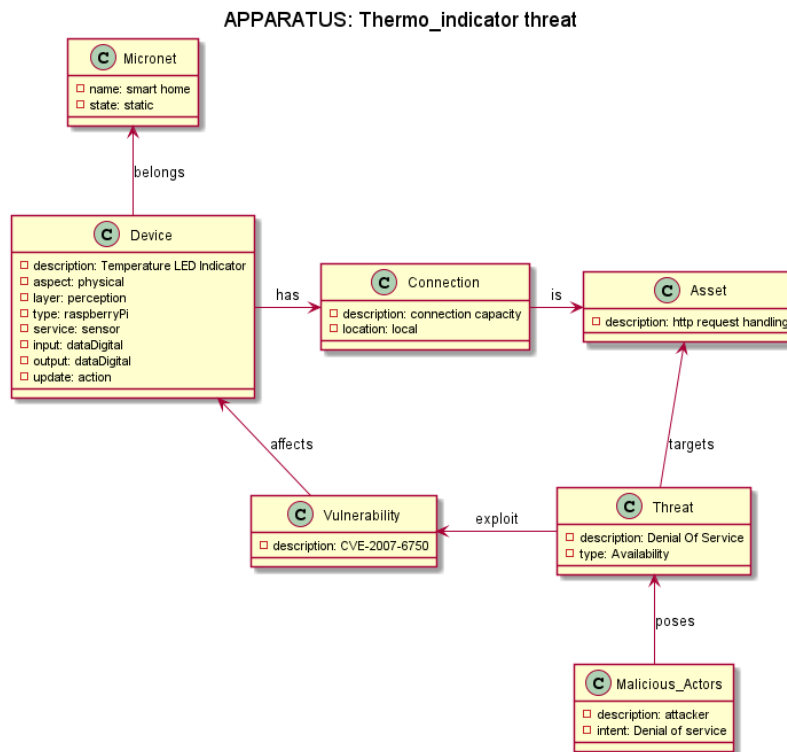 APPARATUS: Thermo_indicator threat
C Micronet
name: smart home
state: static
belongs
C Device
description: Temperature LED Indicator
aspect: physical
layer: perception
type: raspberryPi
service: sensor
input: dataDigital
output: dataDigital
update: action
has
C Connection
description: connection capacity
location: local
is
C Asset
description: http request handling
affects
targets
C Vulnerability
description: CVE-2007-6750
exploit
C Threat
description: Denial Of Service
type: Availability
poses
C Malicious_Actors
description: attacker
intent: Denial of service